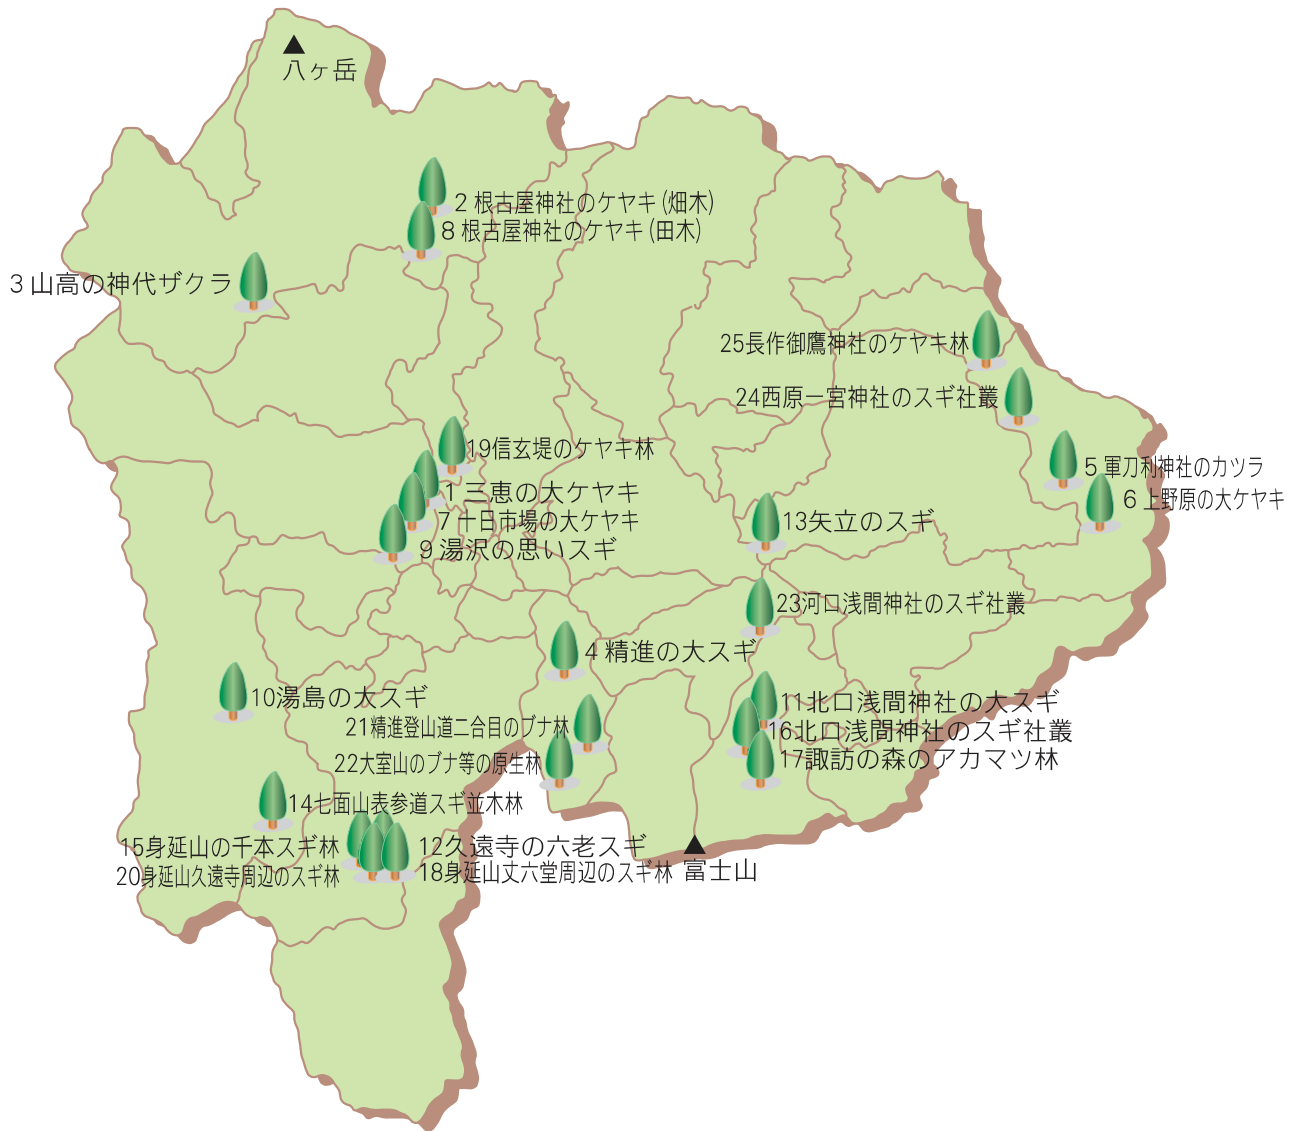 八ヶ岳
2 根古屋神社のケヤキ(畑木)
8 根古屋神社のケヤキ(田木)
3 山高の神代ザクラ
25長作御鷹神社のケヤキ林
24西原一宮神社のスギ社叢
19信玄堤のケヤキ林
5 軍刀利神社のカツラ
1 三恵の大ケヤキ
6 上野原の大ケヤキ
7 十日市場の大ケヤキ
13矢立のスギ
9 湯沢の思いスギ
23河口浅間神社のスギ社叢
4 精進の大スギ
10湯島の大スギ
11北口浅間神社の大スギ
21精進登山道二合目のブナ林
16北口浅間神社のスギ社叢
17諏訪の森のアカマツ林
22大室山のブナ等の原生林
14七面山表参道スギ並木林
15身延山の千本スギ林
12久遠寺の六老スギ
20身延山久遠寺周辺のスギ林
18身延山丈六堂周辺のスギ林
富士山